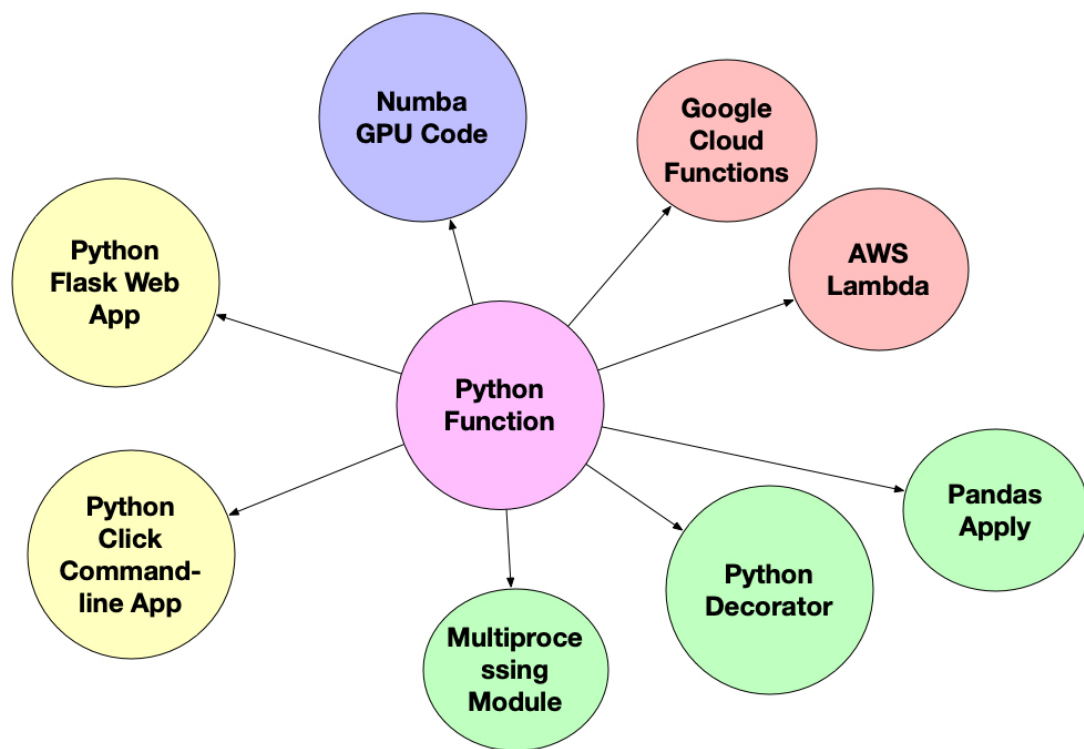 Numba
GPU Code
Google
Cloud
Functions
Python
Flask Web
App
AWS
Lambda
Python
Function
Python
Click
Command-
line App
Pandas
Apply
Python
Decorator
Multiproce
ssing
Module